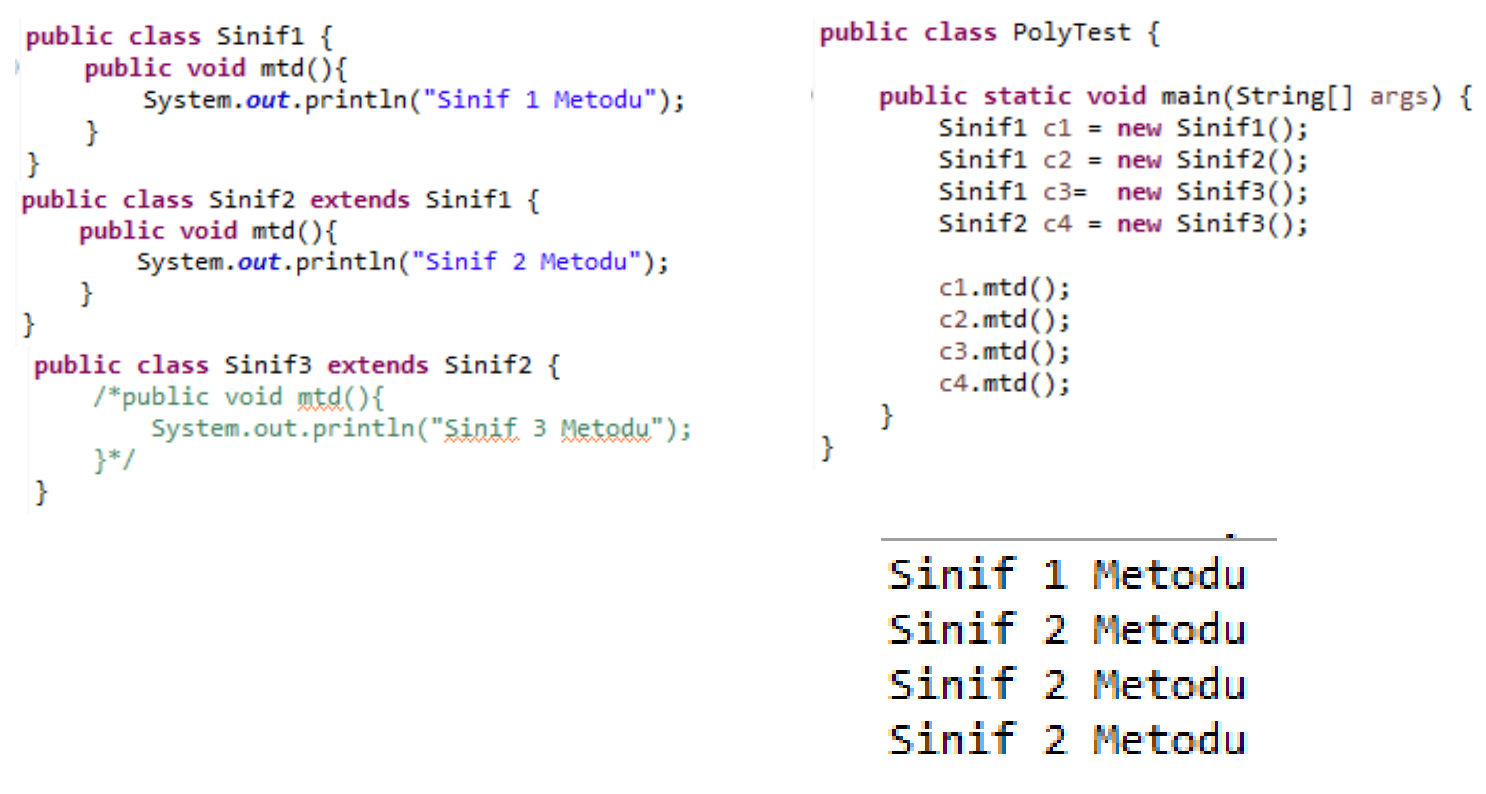 public class Sinif1 {
public void mtd(){
System.out.println("Sinif 1 Metodu");
}
}
public class Sinif2 extends Sinif1 {
public void mtd(){
System.out.println("Sinif 2 Metodu");
}
}
public class Sinif3 extends Sinif2 {
/*public void mtd(){
System.out.println("Sinif 3 Metodu");
}*/
}
public class PolyTest {
public static void main(String[] args) {
Sinif1 c1 = new Sinif1();
Sinif1 c2 = new Sinif2();
Sinif1 c3=  new Sinif3();
Sinif2 c4 = new Sinif3();
c1.mtd();
c2.mtd();
c3.mtd();
c4.mtd();
}
}
Sinif 1 Metodu
Sinif 2 Metodu
Sinif 2 Metodu
Sinif 2 Metodu